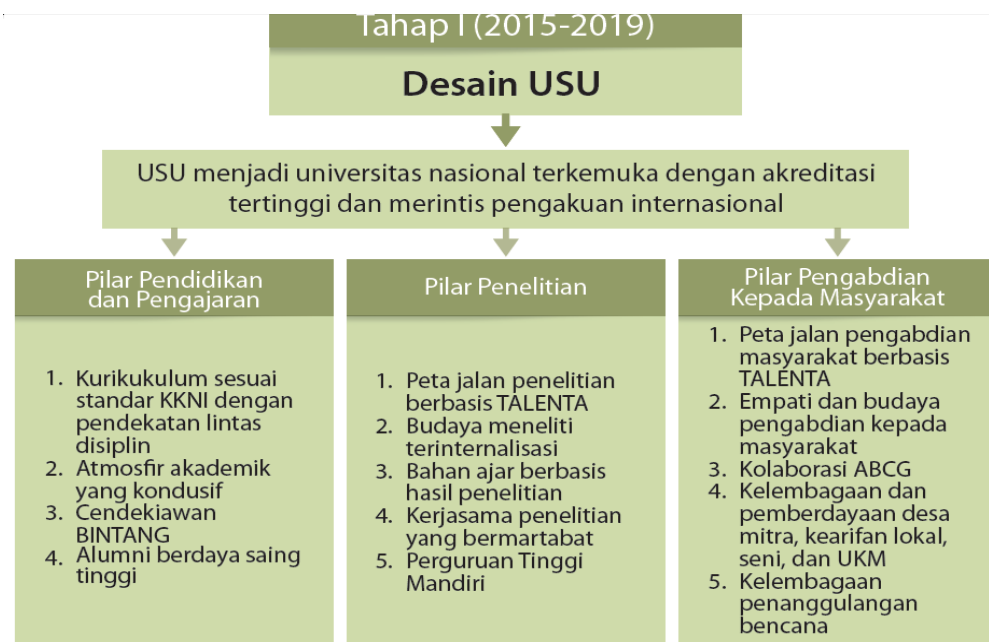 Tahap I (2015-2019)
Desain USU
USU menjadi universitas nasional terkemuka dengan akreditasi
tertinggi dan merintis pengakuan internasional
Pilar Pendidikan
dan Pengajaran
1. Kurikukulum sesuai
standar KKNI dengan
pendekatan lintas
disiplin
2. Atmosfir akademik
yang kondusif
3. Cendekiawan
BINTANG
4. Alumni berdaya saing
tinggi
Pilar Penelitian
1. Peta jalan penelitian
berbasis TALENTA
2. Budaya meneliti
terinternalisasi
3. Bahan ajar berbasis
hasil penelitian
4. Kerjasama penelitian
yang bermartabat
5. Perguruan Tinggi
Mandiri
Pilar Pengabdian
Kepada Masyarakat
1. Peta jalan pengabdian
masyarakat berbasis
TALENTA
2. Empati dan budaya
pengabdian kepada
masyarakat
3. Kolaborasi ABCG
4. Kelembagaan dan
pemberdayaan desa
mitra, kearifan lokal,
seni, dan UKM
5. Kelembagaan
penanggulangan
bencana